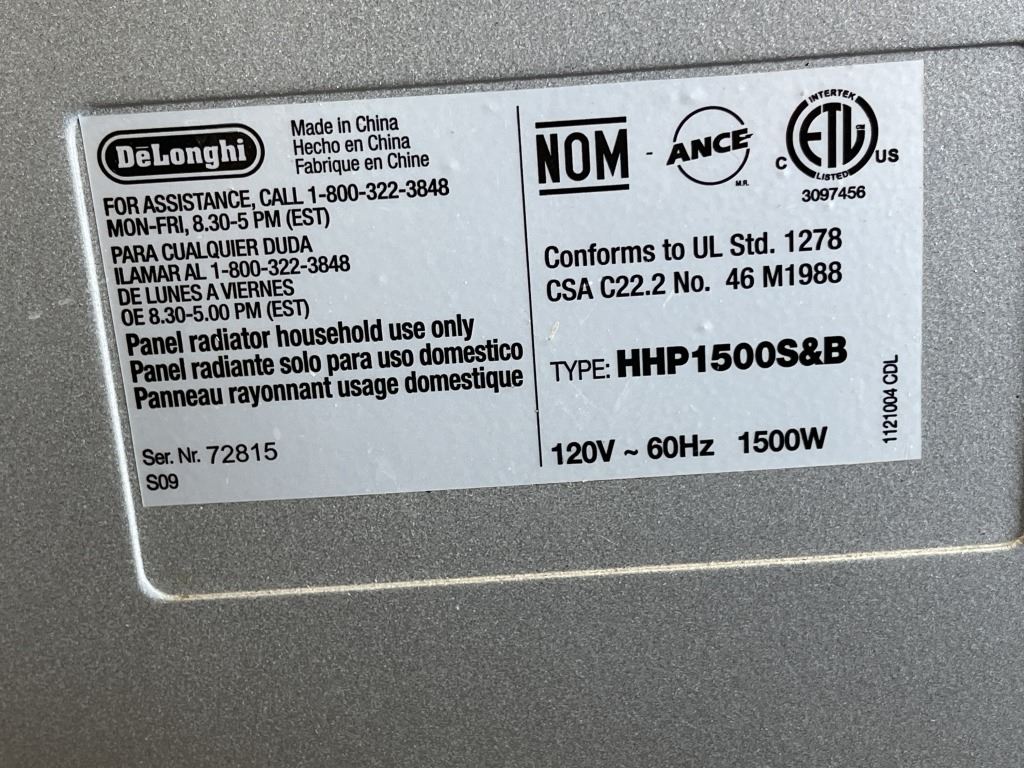 DeLonghi
Made in China
Hecho en China
Fabrique en Chine
FOR ASSISTANCE, CALL 1-800-322-3848
MON-FRI, 8.30-5 PM (EST)
PARA CUALQUIER DUDA
ILAMAR AL 1-800-322-3848
DE LUNES A VIERNES
OE 8.30-5.00 PM (EST)
Panel radiator household use only
Panel radiante solo para uso domestico
Panneau rayonnant usage domestique
Ser. Nr. 72815
S09
NOM - ANCE
M.R.
INTERTEK
C ETL US
LISTED
3097456
Conforms to UL Std. 1278
CSA C22.2 No. 46 M1988
TYPE: HHP1500S&B
120V ~ 60Hz 1500W
1121004 CDL